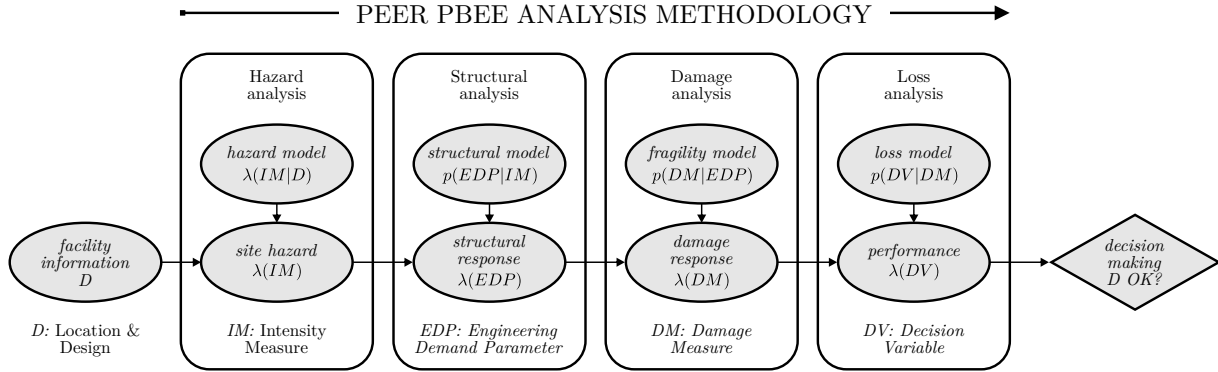 PEER PBEE ANALYSIS METHODOLOGY
Hazard
analysis
hazard model
λ(IM|D)
site hazard
λ(IM)
IM: Intensity
Measure
Structural
analysis
structural model
p(EDP|IM)
structural
response
λ(EDP)
EDP: Engineering
Demand Parameter
Damage
analysis
fragility model
p(DM|EDP)
damage
response
λ(DM)
DM: Damage
Measure
Loss
analysis
loss model
p(DV|DM)
performance
λ(DV)
DV: Decision
Variable
facility
information
D
D: Location &
Design
decision
making
D OK?